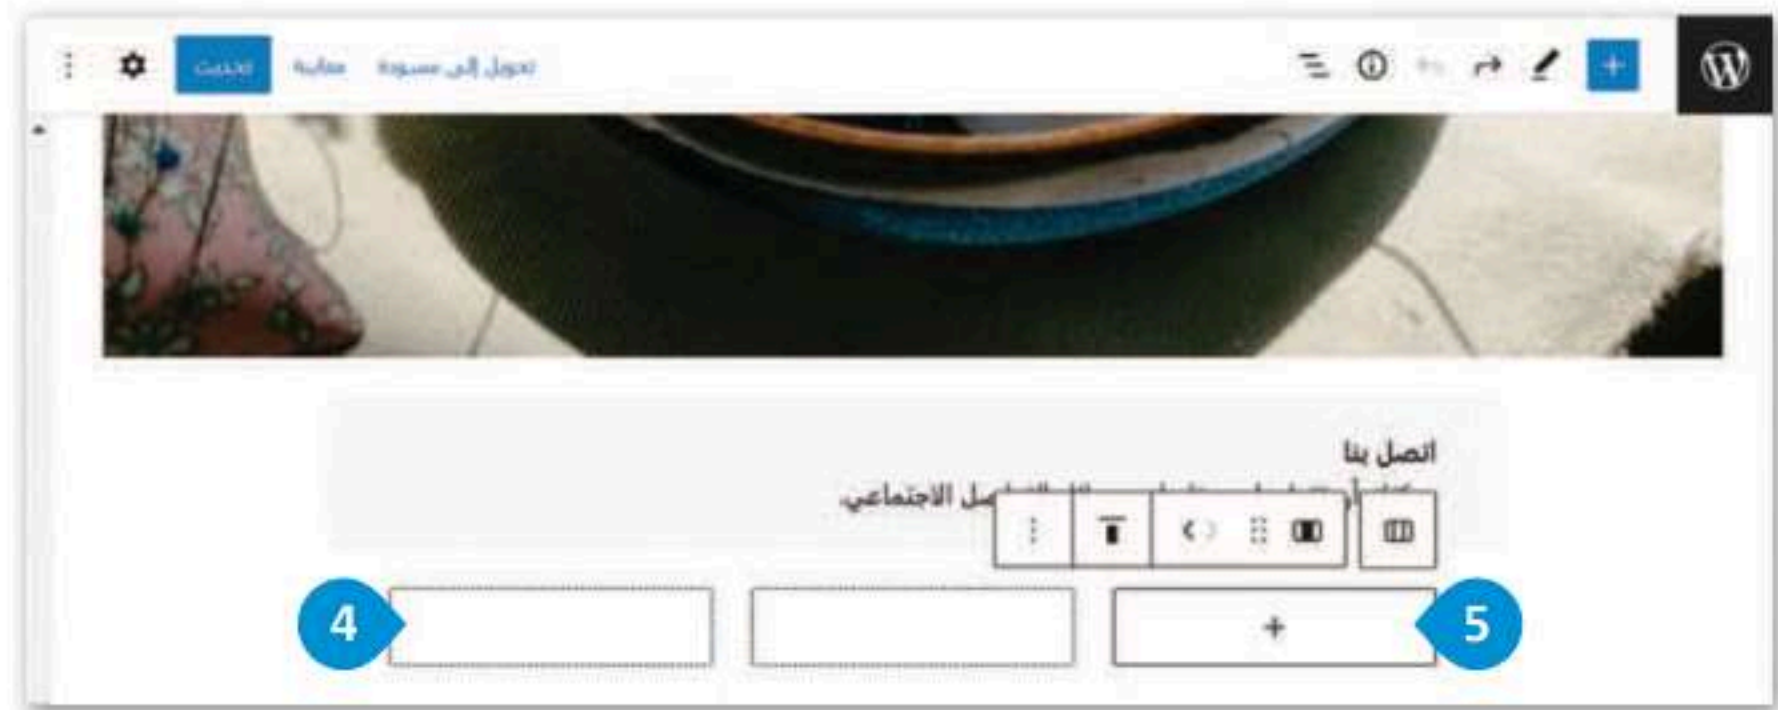 تحديث معاينة تحويل إلى مسودة
اتصل بنا
الاجتماعي.
4
5